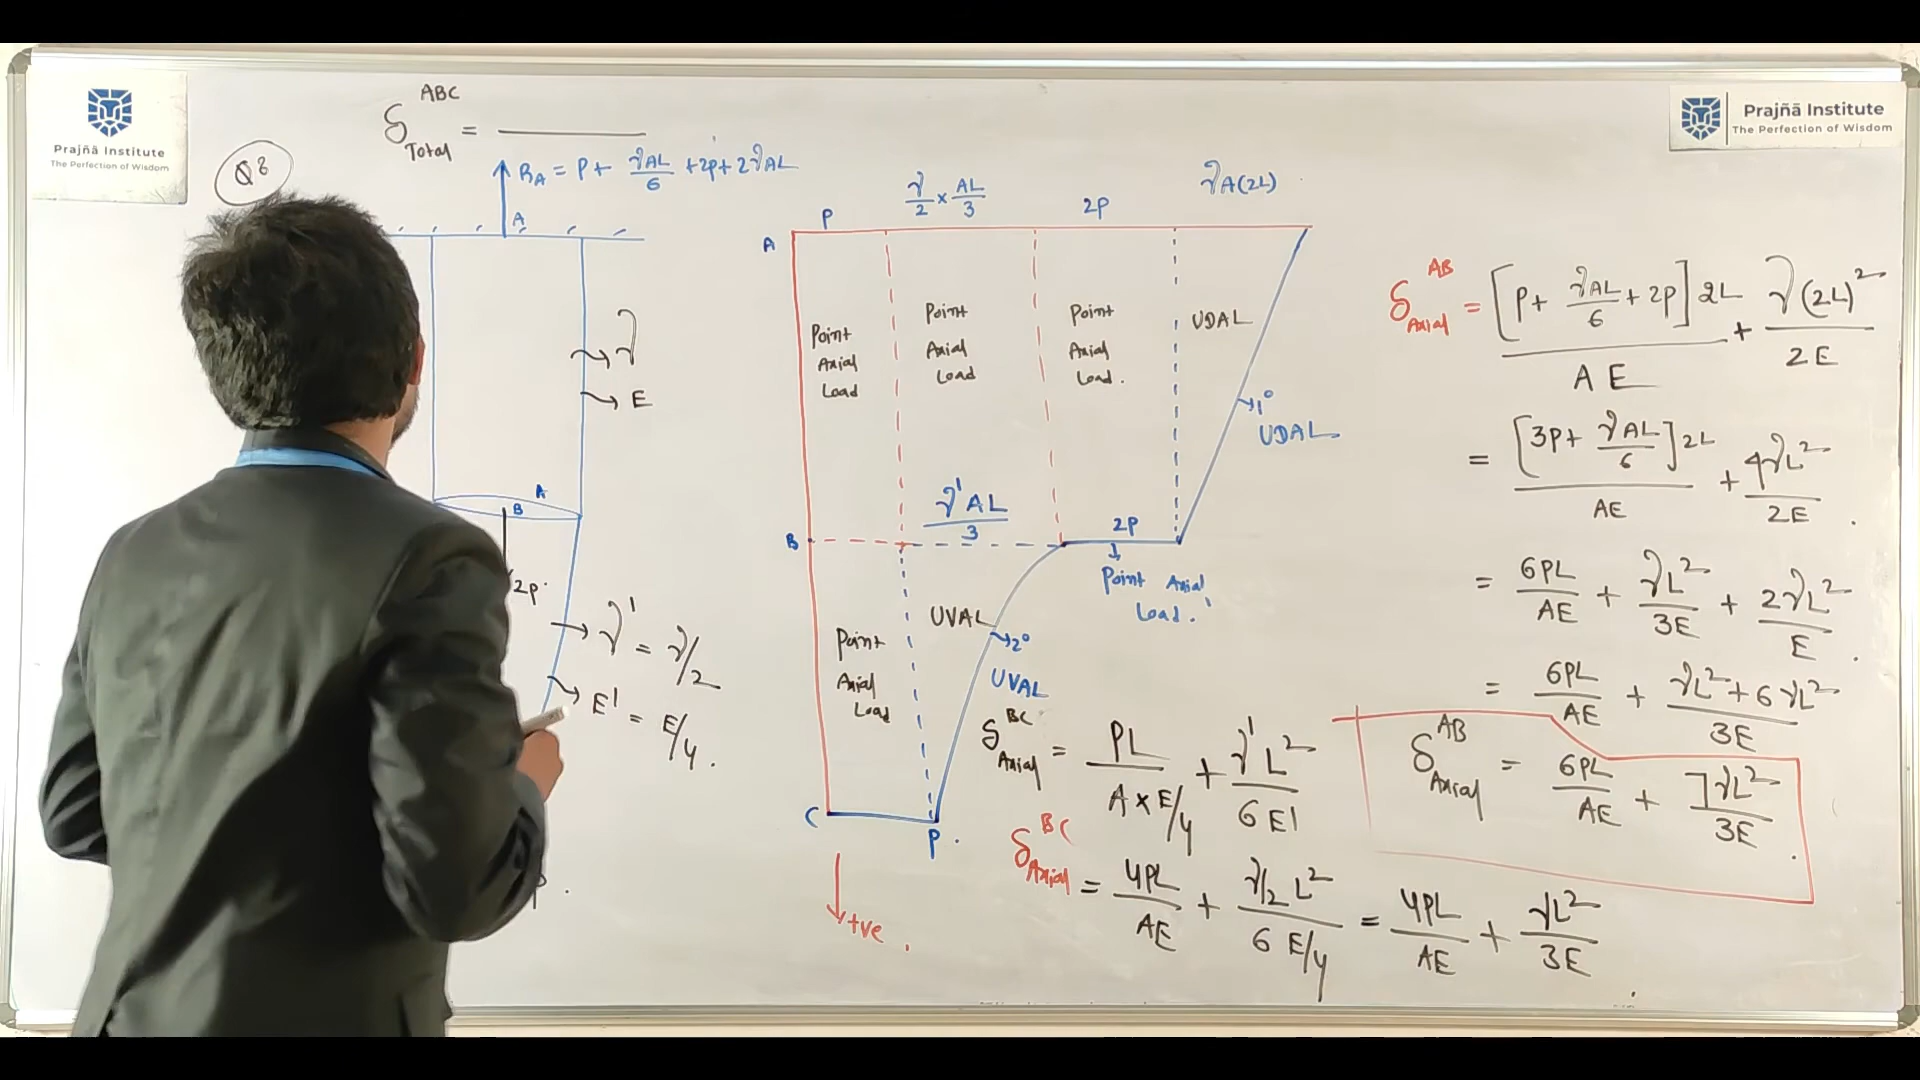 Prajñā Institute
The Perfection of Wisdom
Prajñā Institute
The Perfection of Wisdom
Q8
δ^ABC_Total = ______
R_A = P + γAL/6 + 2P + 2γAL
A
→ γ
→ E
A
B
2P
→ γ' = γ/2
→ E' = E/4.
P γ/2 × AL/3 2P γA(2L)
A
Point Axial Load
Point Axial Load
Point Axial Load.
UDAL
→1° UDAL
B
γ'AL/3
2P
Point Axial Load.
Point Axial Load
UVAL
→2° UVAL
C
P.
+ve.
δ^BC_Axial = PL/(A × E/4) + γ'L²/6E'
δ^BC_Axial = 4PL/AE + (γ/2 L²)/(6 E/4) = 4PL/AE + γL²/3E.
δ^AB_Axial = [P + γAL/6 + 2P]2L/AE + γ(2L)²/2E
= [3P + γAL/6]2L/AE + 4γL²/2E.
= 6PL/AE + γL²/3E + 2γL²/E.
= 6PL/AE + (γL² + 6γL²)/3E
δ^AB_Axial = 6PL/AE + 7γL²/3E.